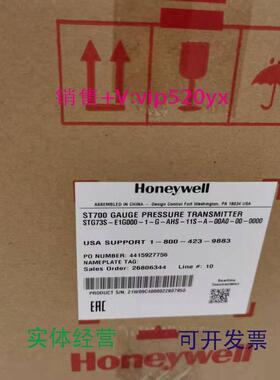 销售+V:vip520yx
Honeywell
ASSEMBLED IN CHINA - Design Control Fort Washington, PA 19034 USA
ST700 GAUGE PRESSURE TRANSMITTER
STG73S-E1G000-1-G-AHS-11S-A-00A0-00-0000
USA SUPPORT 1-800-423-9883
PO NUMBER: 4415927756
NAMEPLATE TAG:
Sales Order: 26806344 Line #: 10
PRODUCT S/N:
EAC
Documentation
实体经营 可开票